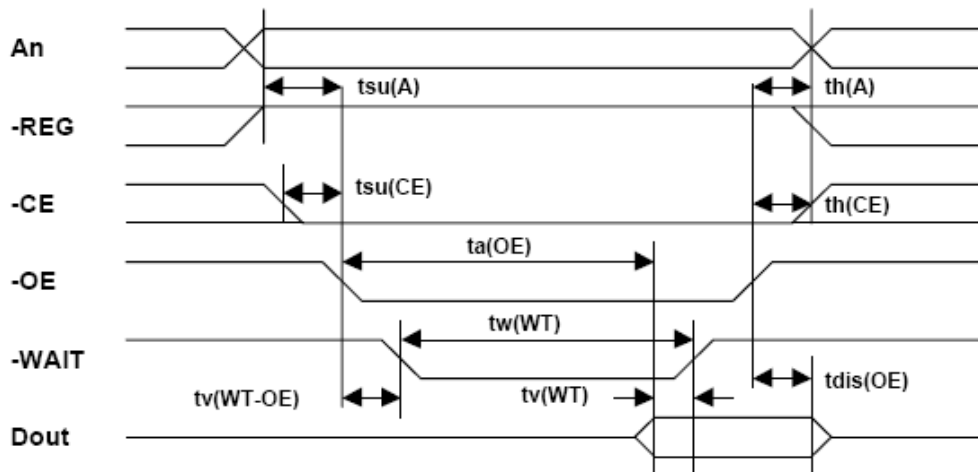 An
tsu(A)
th(A)
-REG
tsu(CE)
-CE
th(CE)
ta(OE)
-OE
tw(WT)
-WAIT
tdis(OE)
tv(WT-OE)
tv(WT)
Dout